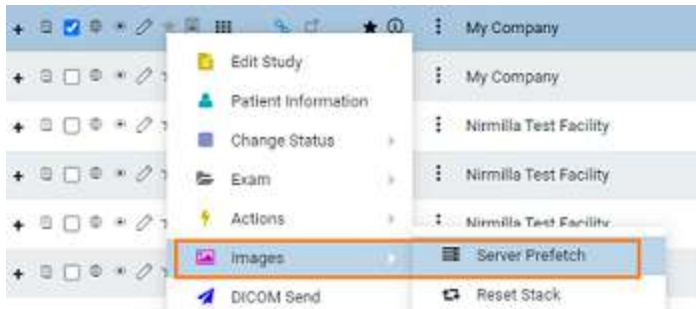 My Company
Edit Study
My Company
Patient Information
Nirmilla Test Facility
Change Status
Exam
Nirmilla Test Facility
Actions
Nirmilla Test Facility
Images
Server Prefetch
DICOM Send
Reset Stack